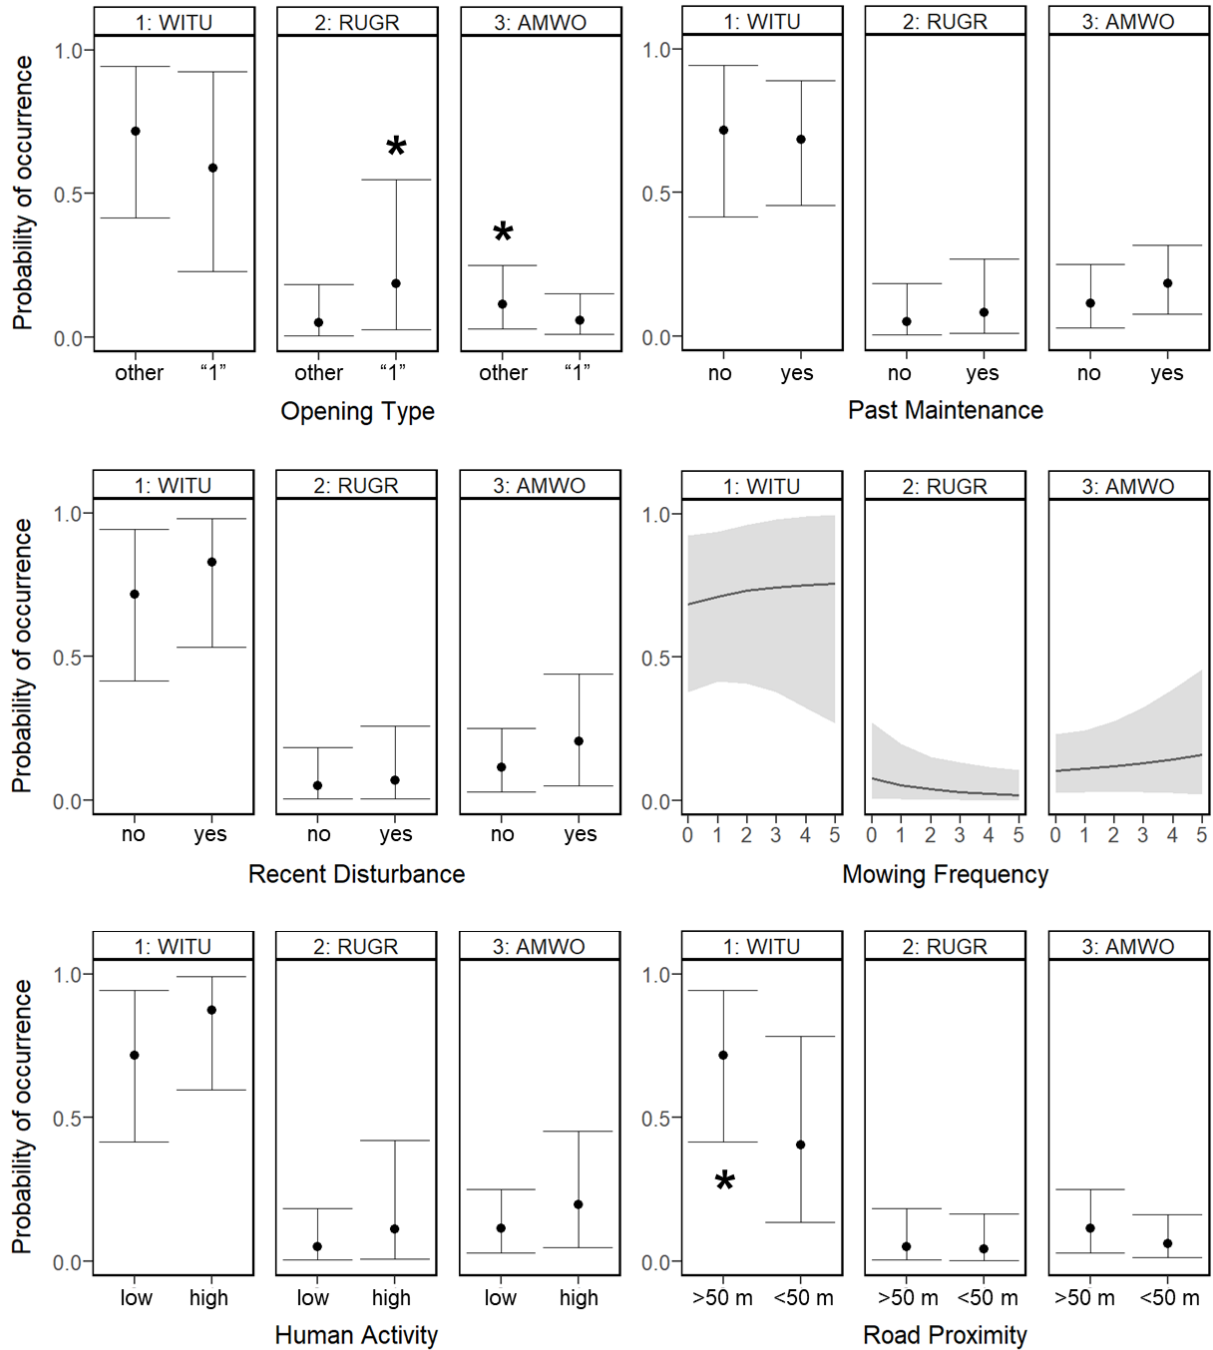 1: WITU 2: RUGR 3: AMWO 1: WITU 2: RUGR 3: AMWO
Probability of occurrence
1.0
0.5
0.0
*
*
1.0
0.5
0.0
other “1” other “1” other “1” no yes no yes no yes
Opening Type Past Maintenance
1: WITU 2: RUGR 3: AMWO 1: WITU 2: RUGR 3: AMWO
Probability of occurrence
1.0
0.5
0.0
1.0
0.5
0.0
no yes no yes no yes 0 1 2 3 4 5 0 1 2 3 4 5 0 1 2 3 4 5
Recent Disturbance Mowing Frequency
1: WITU 2: RUGR 3: AMWO 1: WITU 2: RUGR 3: AMWO
Probability of occurrence
1.0
0.5
0.0
1.0
0.5
0.0
*
low high low high low high >50 m <50 m >50 m <50 m >50 m <50 m
Human Activity Road Proximity